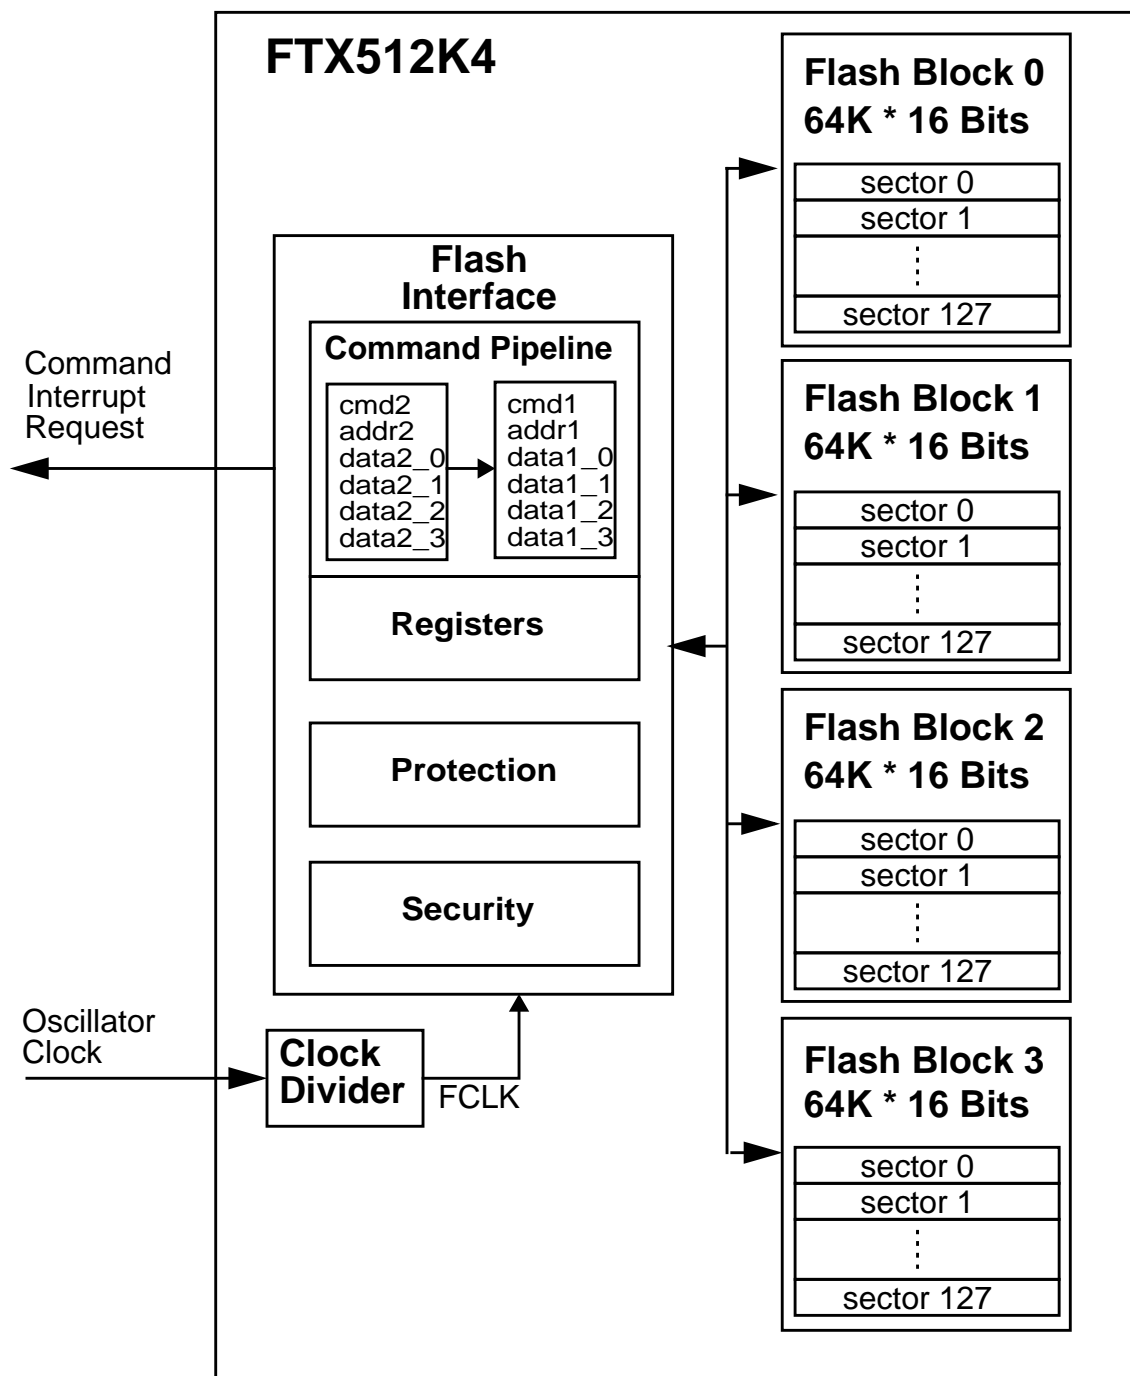 FTX512K4
Flash Block 0
64K * 16 Bits
sector 0
sector 1
sector 127
Flash
Interface
Command Pipeline
cmd2
addr2
data2_0
data2_1
data2_2
data2_3
cmd1
addr1
data1_0
data1_1
data1_2
data1_3
Command
Interrupt
Request
Flash Block 1
64K * 16 Bits
sector 0
sector 1
sector 127
Registers
Protection
Security
Flash Block 2
64K * 16 Bits
sector 0
sector 1
sector 127
Oscillator
Clock
Clock
Divider
FCLK
Flash Block 3
64K * 16 Bits
sector 0
sector 1
sector 127